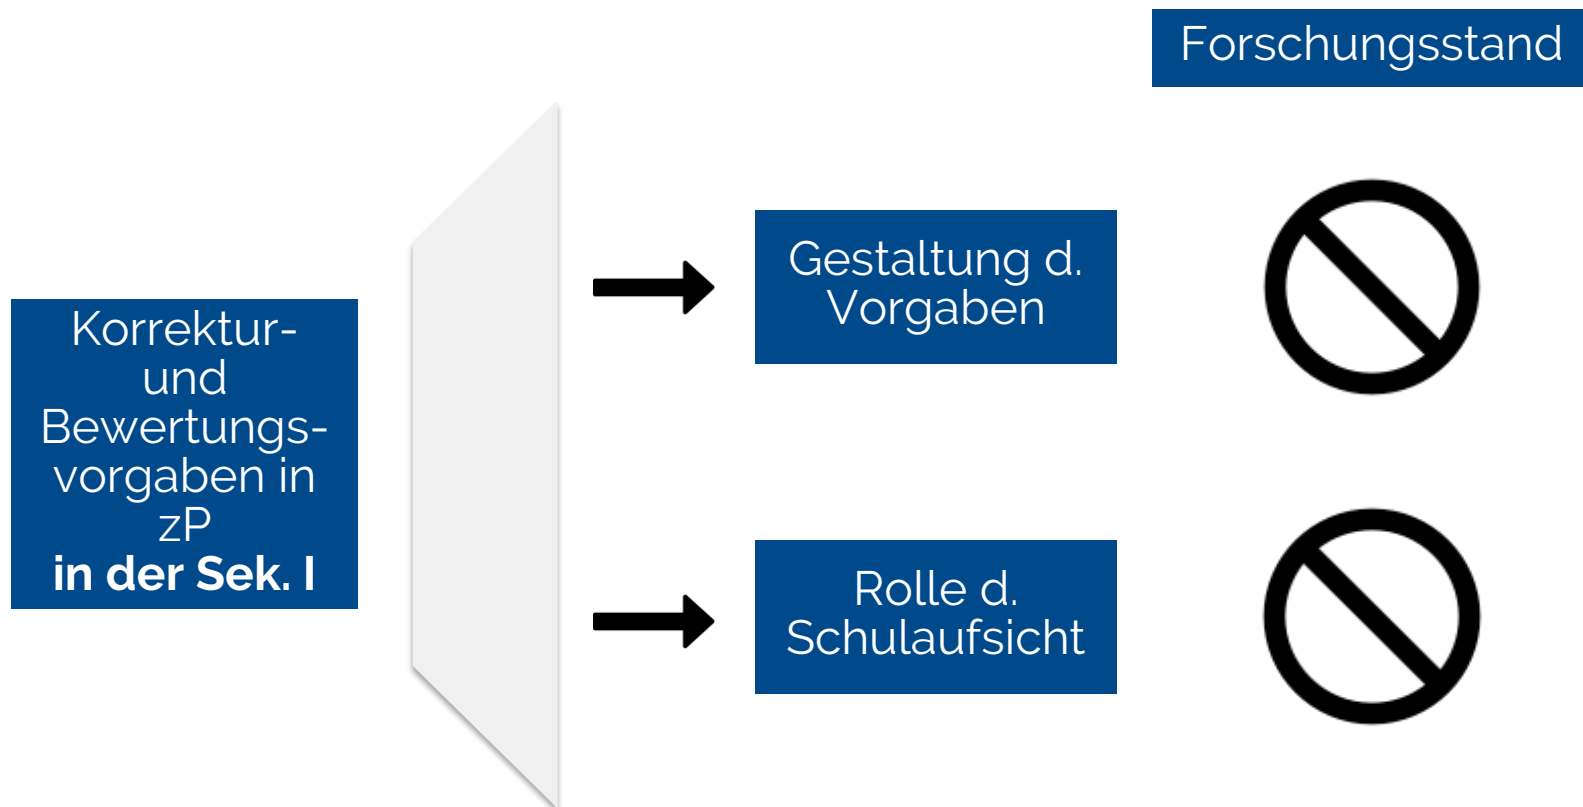 Forschungsstand
Gestaltung d.
Vorgaben
Korrektur-
und
Bewertungs-
vorgaben in
zP
in der Sek. I
Rolle d.
Schulaufsicht